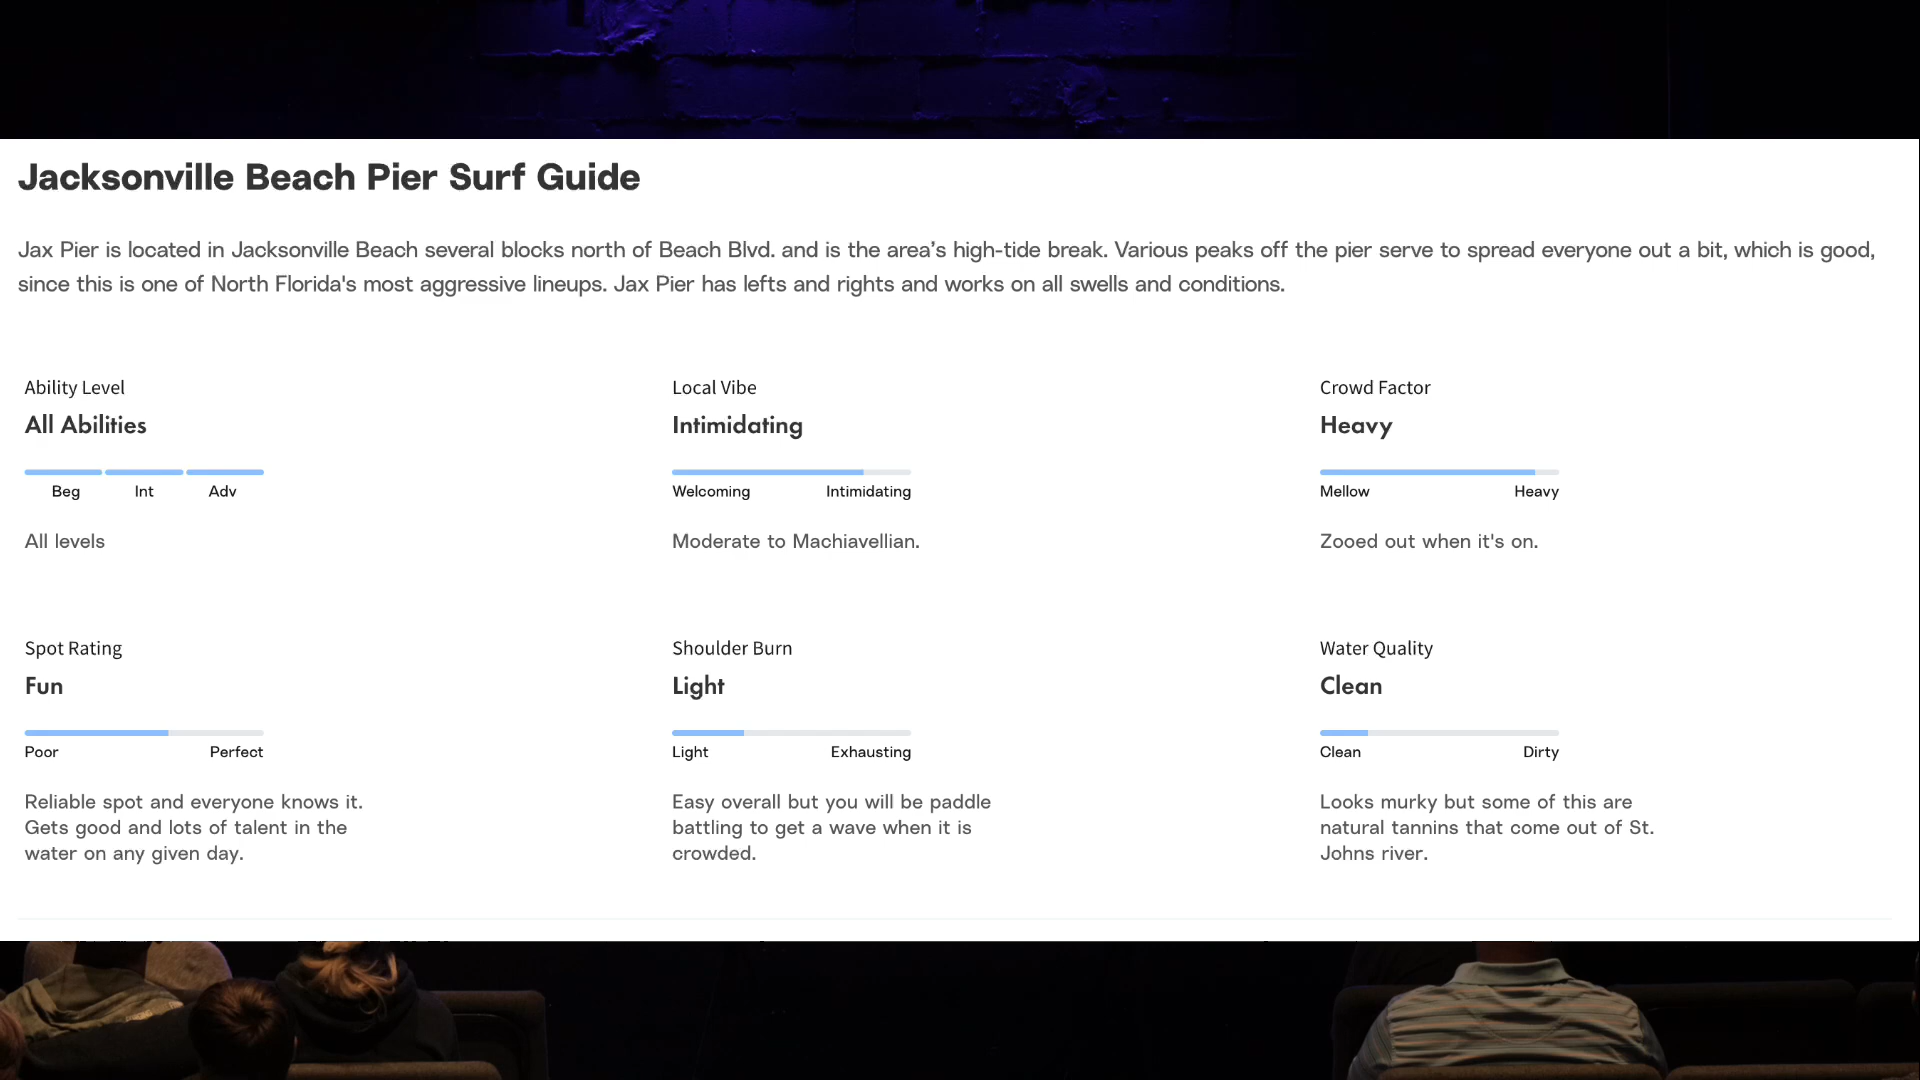 Jacksonville Beach Pier Surf Guide
Jax Pier is located in Jacksonville Beach several blocks north of Beach Blvd. and is the area’s high-tide break. Various peaks off the pier serve to spread everyone out a bit, which is good,
since this is one of North Florida's most aggressive lineups. Jax Pier has lefts and rights and works on all swells and conditions.
Ability Level
All Abilities
Beg Int Adv
All levels
Local Vibe
Intimidating
Welcoming Intimidating
Moderate to Machiavellian.
Crowd Factor
Heavy
Mellow Heavy
Zooed out when it's on.
Spot Rating
Fun
Poor Perfect
Reliable spot and everyone knows it.
Gets good and lots of talent in the
water on any given day.
Shoulder Burn
Light
Light Exhausting
Easy overall but you will be paddle
battling to get a wave when it is
crowded.
Water Quality
Clean
Clean Dirty
Looks murky but some of this are
natural tannins that come out of St.
Johns river.